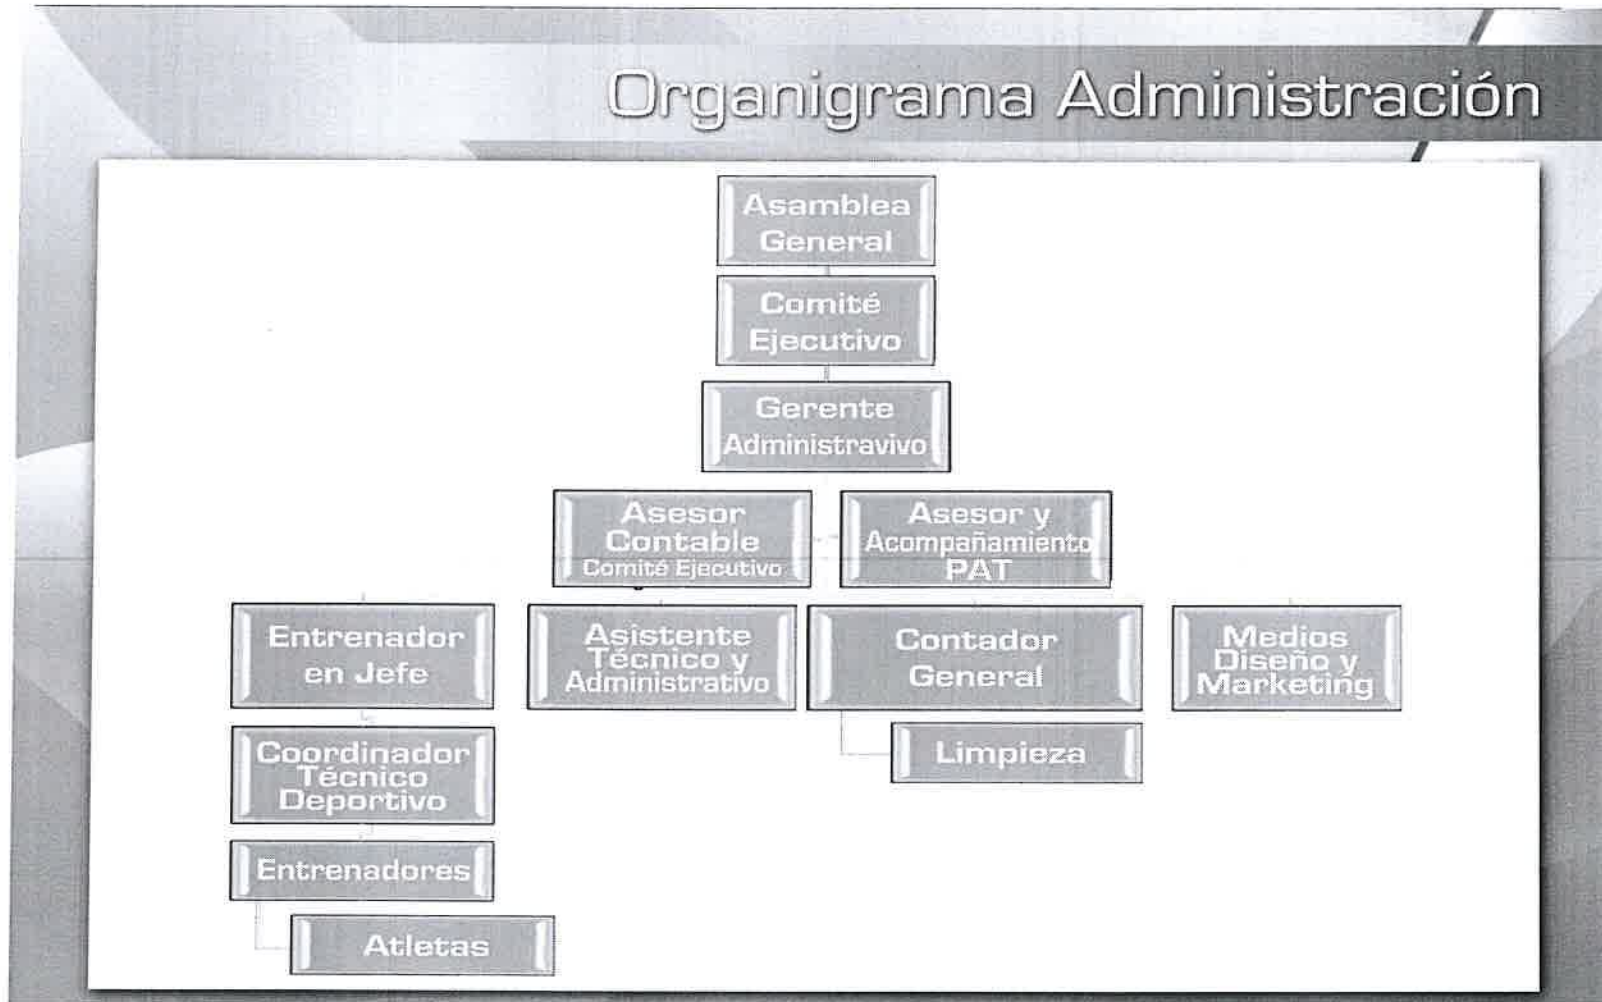 Organigrama Administración
Asamblea
General
Comité
Ejecutivo
Gerente
Administravivo
Asesor
Contable
Comité Ejecutivo
Asesor y
Acompañamiento
PAT
Entrenador
en Jefe
Asistente
Técnico y
Administrativo
Contador
General
Medios
Diseño y
Marketing
Coordinador
Técnico
Deportivo
Limpieza
Entrenadores
Atletas